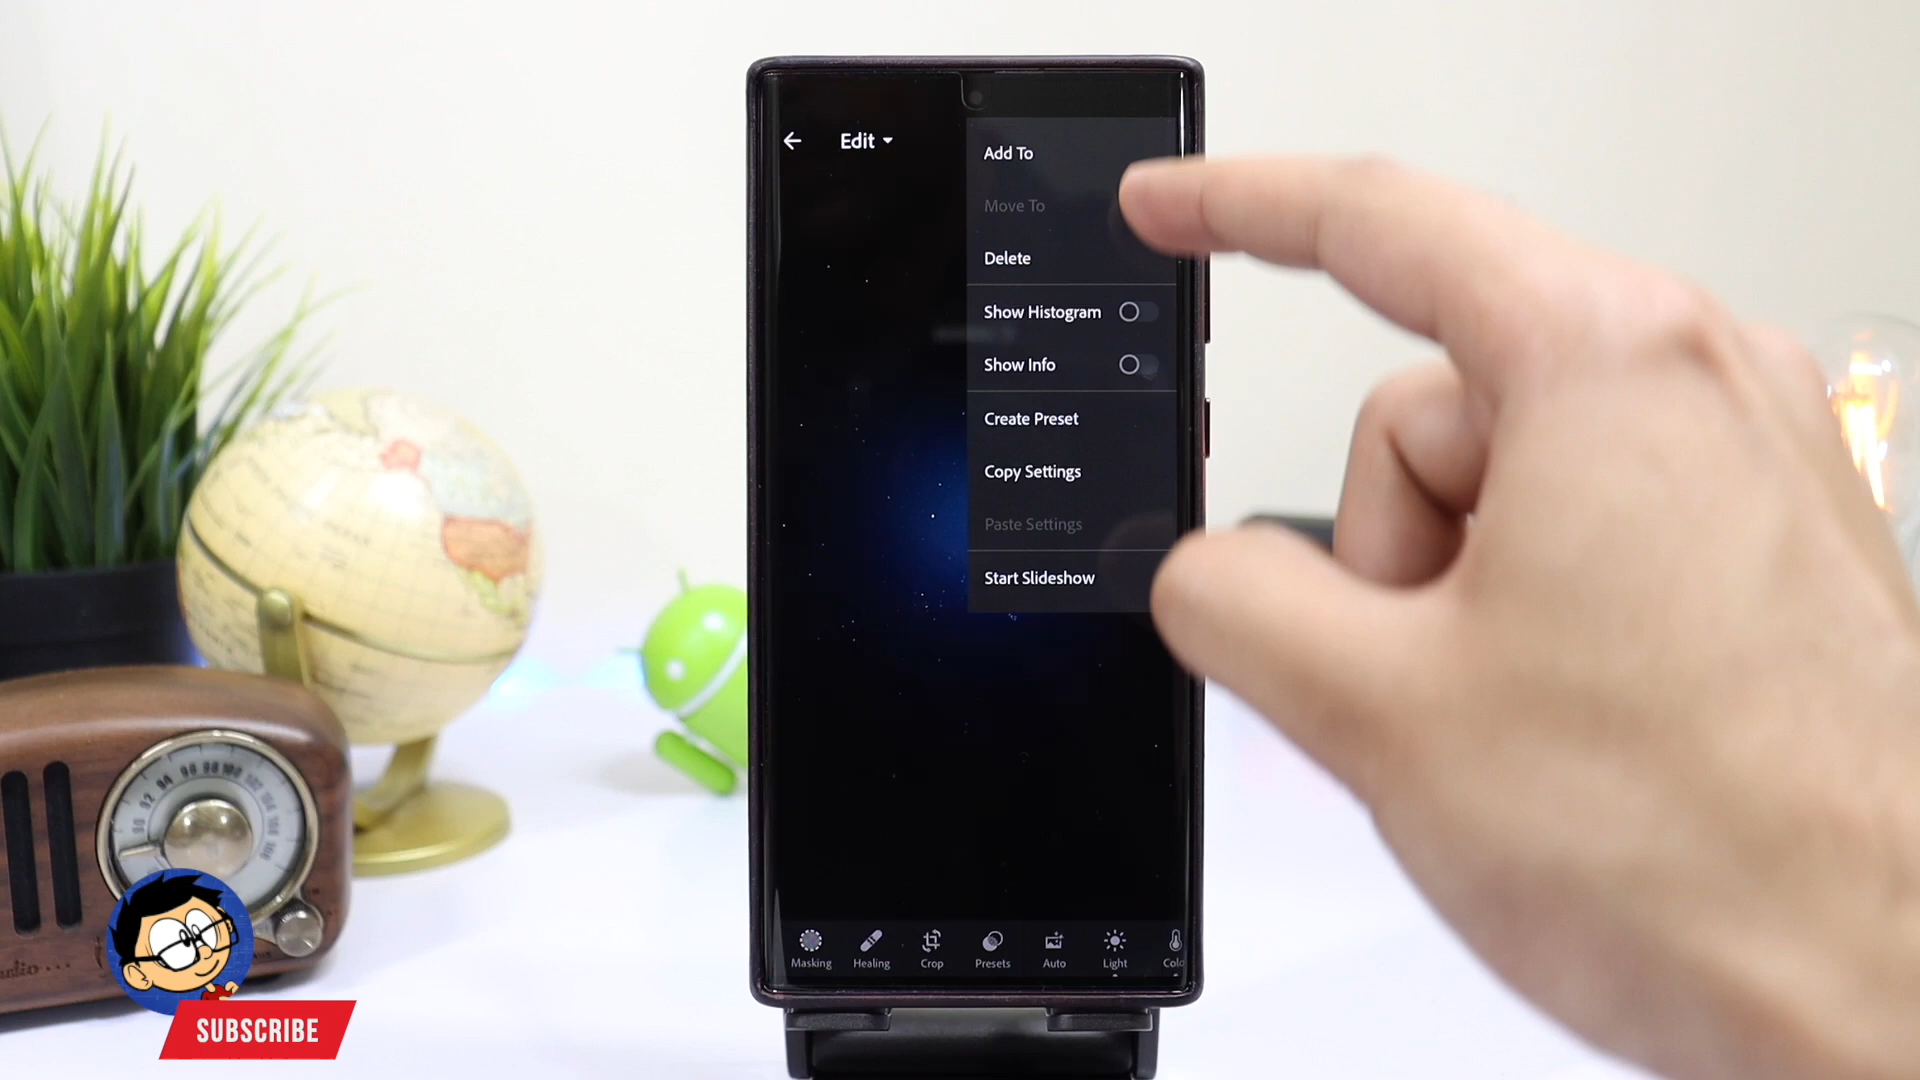 Edit
Add To
Move To
Delete
Show Histogram
Show Info
Create Preset
Copy Settings
Paste Settings
Start Slideshow
Masking
Healing
Crop
Presets
Auto
Light
Colo
SUBSCRIBE